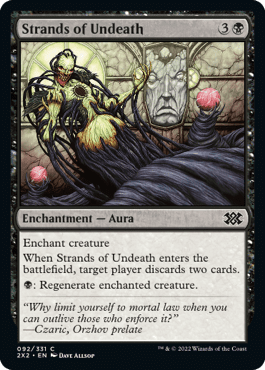 Strands of Undeath 3
Enchantment — Aura
Enchant creature
When Strands of Undeath enters the
battlefield, target player discards two cards.
: Regenerate enchanted creature.
“Why limit yourself to mortal law when you
can outlive those who enforce it?”
—Czaric, Orzhov prelate
092/331 C
2X2 • EN DAVE ALLSOP
™ & © 2022 Wizards of the Coast